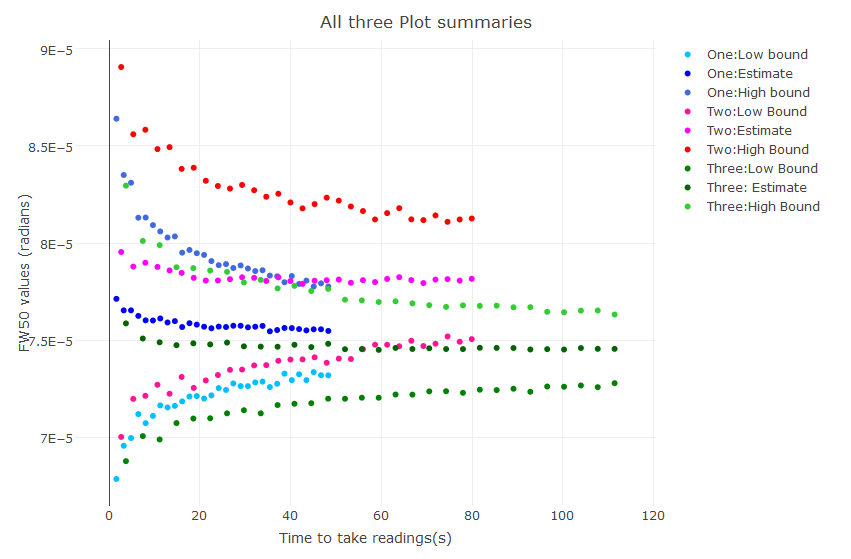 All three Plot summaries
9E−5
8.5E−5
8E−5
7.5E−5
7E−5
FW50 values (radians)
0
20
40
60
80
100
120
Time to take readings(s)
One:Low bound
One:Estimate
One:High bound
Two:Low Bound
Two:Estimate
Two:High Bound
Three:Low Bound
Three: Estimate
Three:High Bound